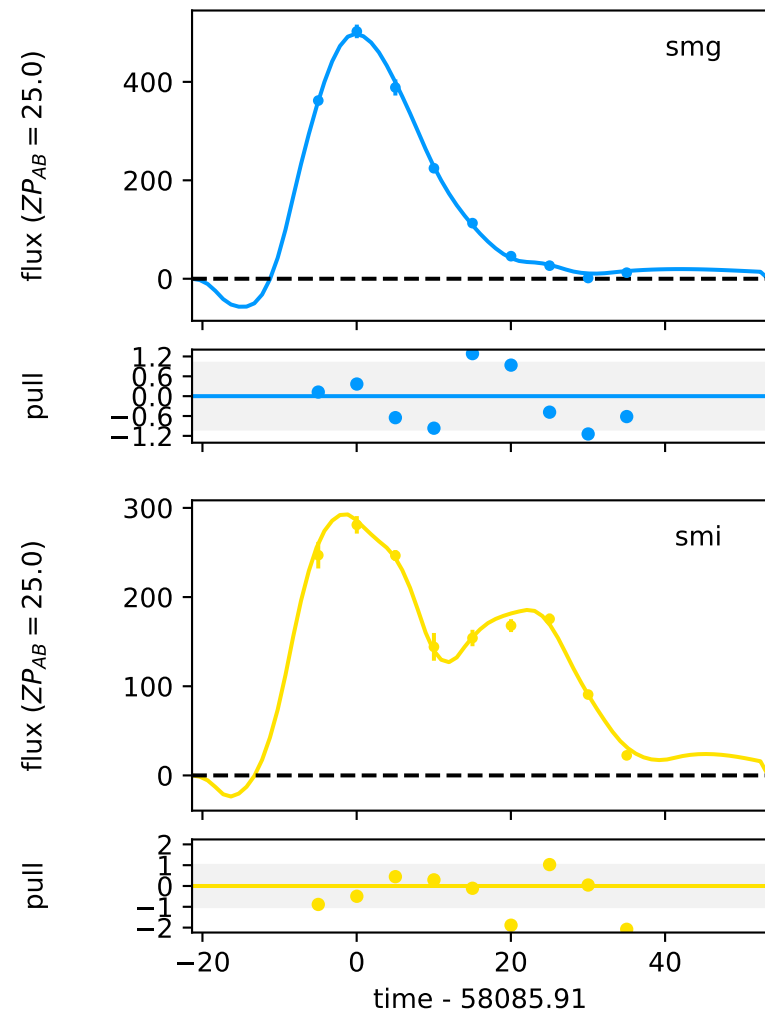 smg
flux (ZP_AB = 25.0)
400
200
0
pull
1.2
0.6
0.0
−0.6
−1.2
smi
flux (ZP_AB = 25.0)
300
200
100
0
pull
2
1
0
−1
−2
−20 0 20 40
time - 58085.91